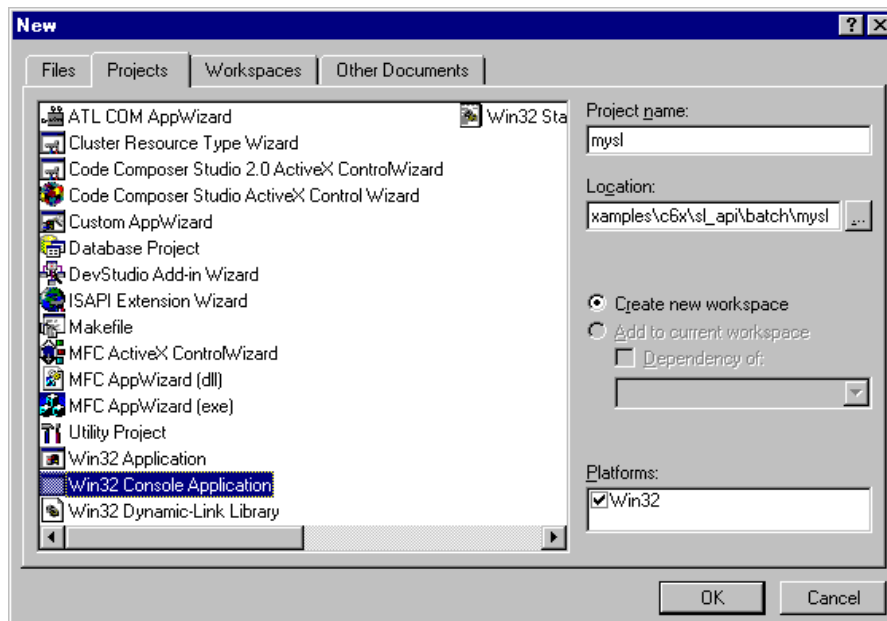 New
Files Projects Workspaces Other Documents
ATL COM AppWizard
Cluster Resource Type Wizard
Code Composer Studio 2.0 ActiveX ControlWizard
Code Composer Studio ActiveX Control Wizard
Custom AppWizard
Database Project
DevStudio Add-in Wizard
ISAPI Extension Wizard
Makefile
MFC ActiveX ControlWizard
MFC AppWizard (dll)
MFC AppWizard (exe)
Utility Project
Win32 Application
Win32 Console Application
Win32 Dynamic-Link Library
Win32 Sta
Project name:
mysl
Location:
xamples\c6x\sl_api\batch\mysl ...
Create new workspace
Add to current workspace
Dependency of:
Platforms:
Win32
OK Cancel